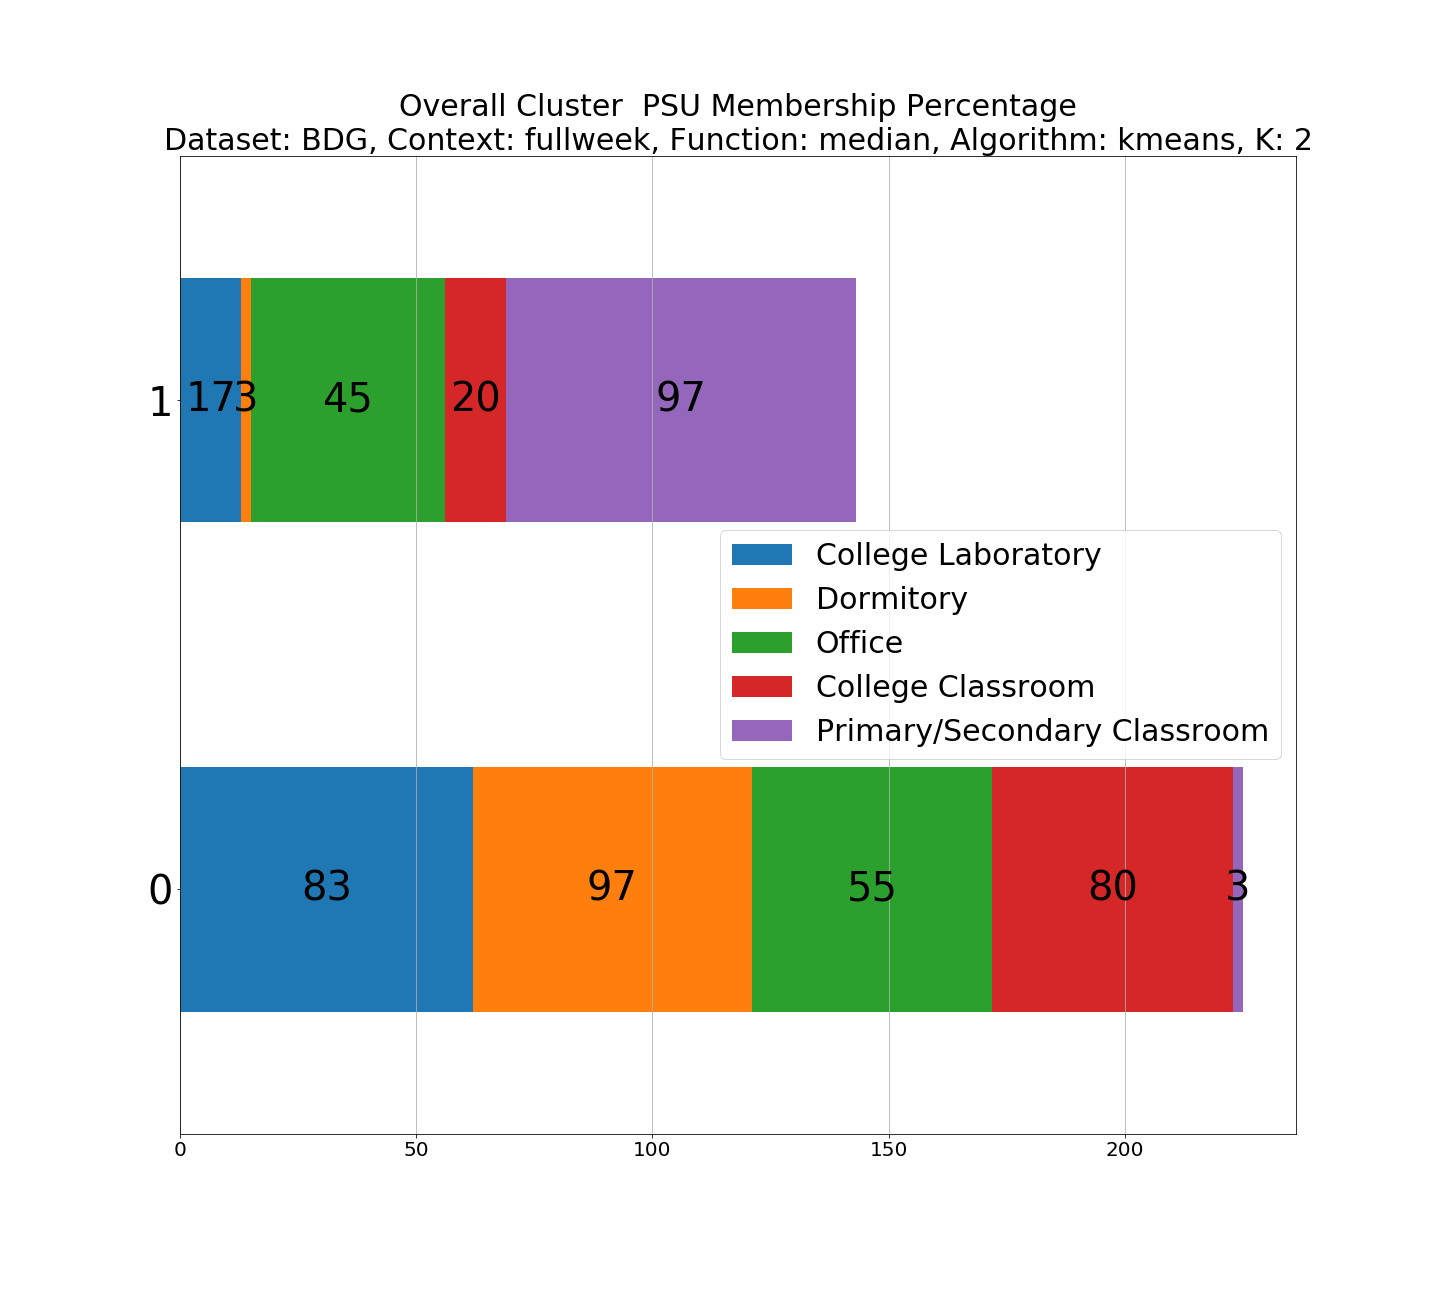 Overall Cluster  PSU Membership Percentage
Dataset: BDG, Context: fullweek, Function: median, Algorithm: kmeans, K: 2
1
17 3 45 20 97
College Laboratory
Dormitory
Office
College Classroom
Primary/Secondary Classroom
0
83 97 55 80 3
0 50 100 150 200